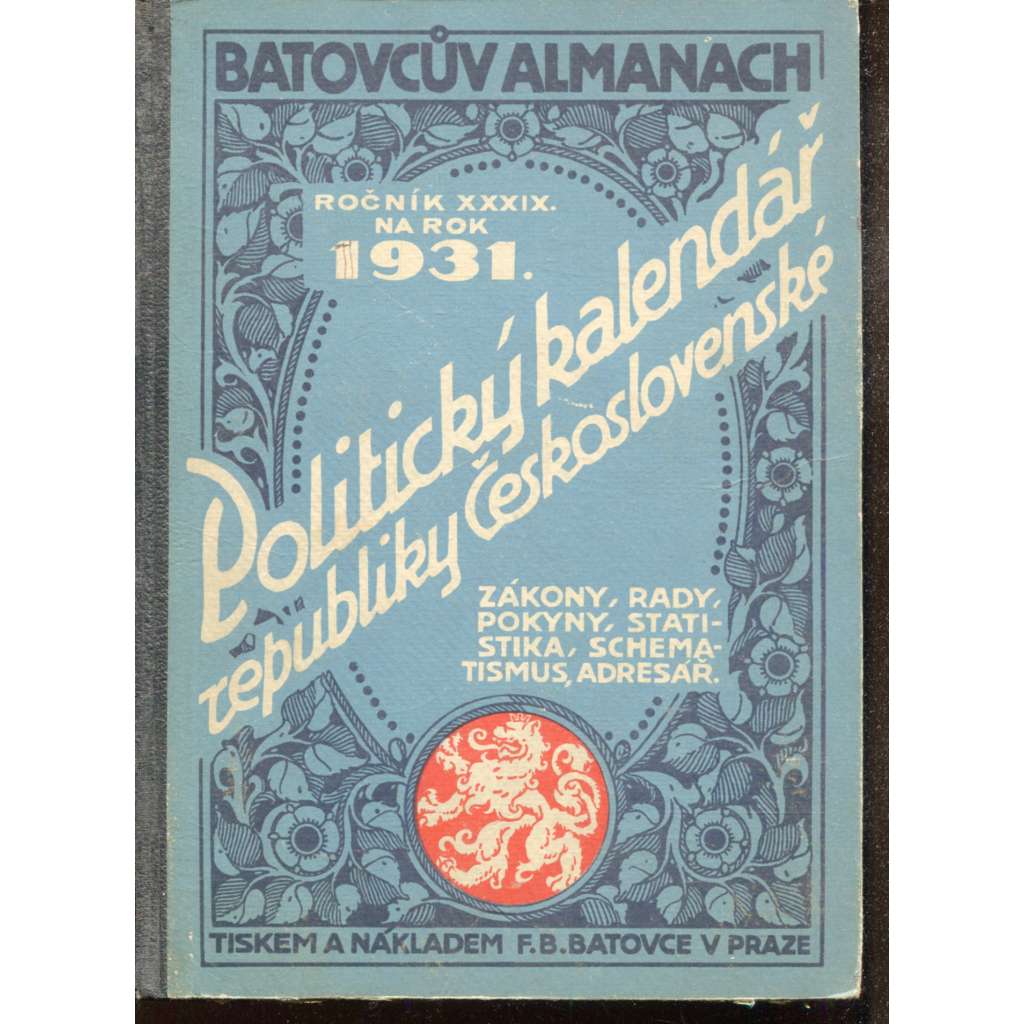 BATOVCŮV ALMANACH
ROČNÍK XXXIX.
NA ROK
1931.
Politický kalendář
republiky Československé
ZÁKONY, RADY,
POKYNY, STATI-
STIKA, SCHEMA-
TISMUS, ADRESÁŘ.
TISKEM A NÁKLADEM F. B. BATOVCE V PRAZE